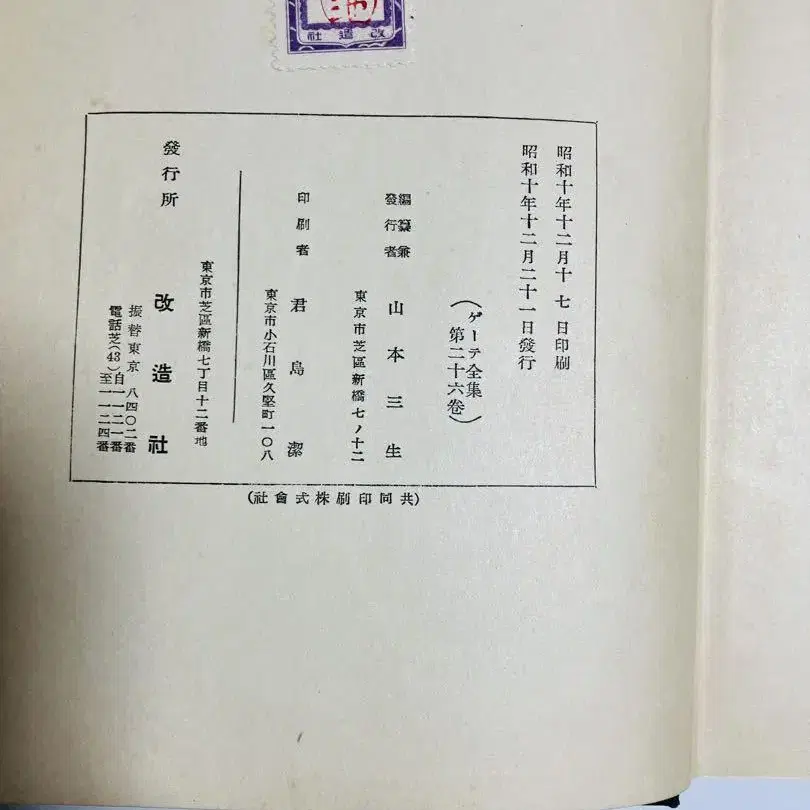 社造改
昭和十年十二月十七日印刷
昭和十年十二月二十一日發行
(ゲーテ全集
第二十六卷)
編纂兼
發行者
山本三生
東京市芝區新橋七ノ十二
印刷者
君島潔
東京市小石川區久堅町一〇八
發行所
東京市芝區新橋七丁目十二番地
改造社
振替東京八四〇二番
電話芝(43)自一一二一番
至一一二四番
(社會式株刷印同共)